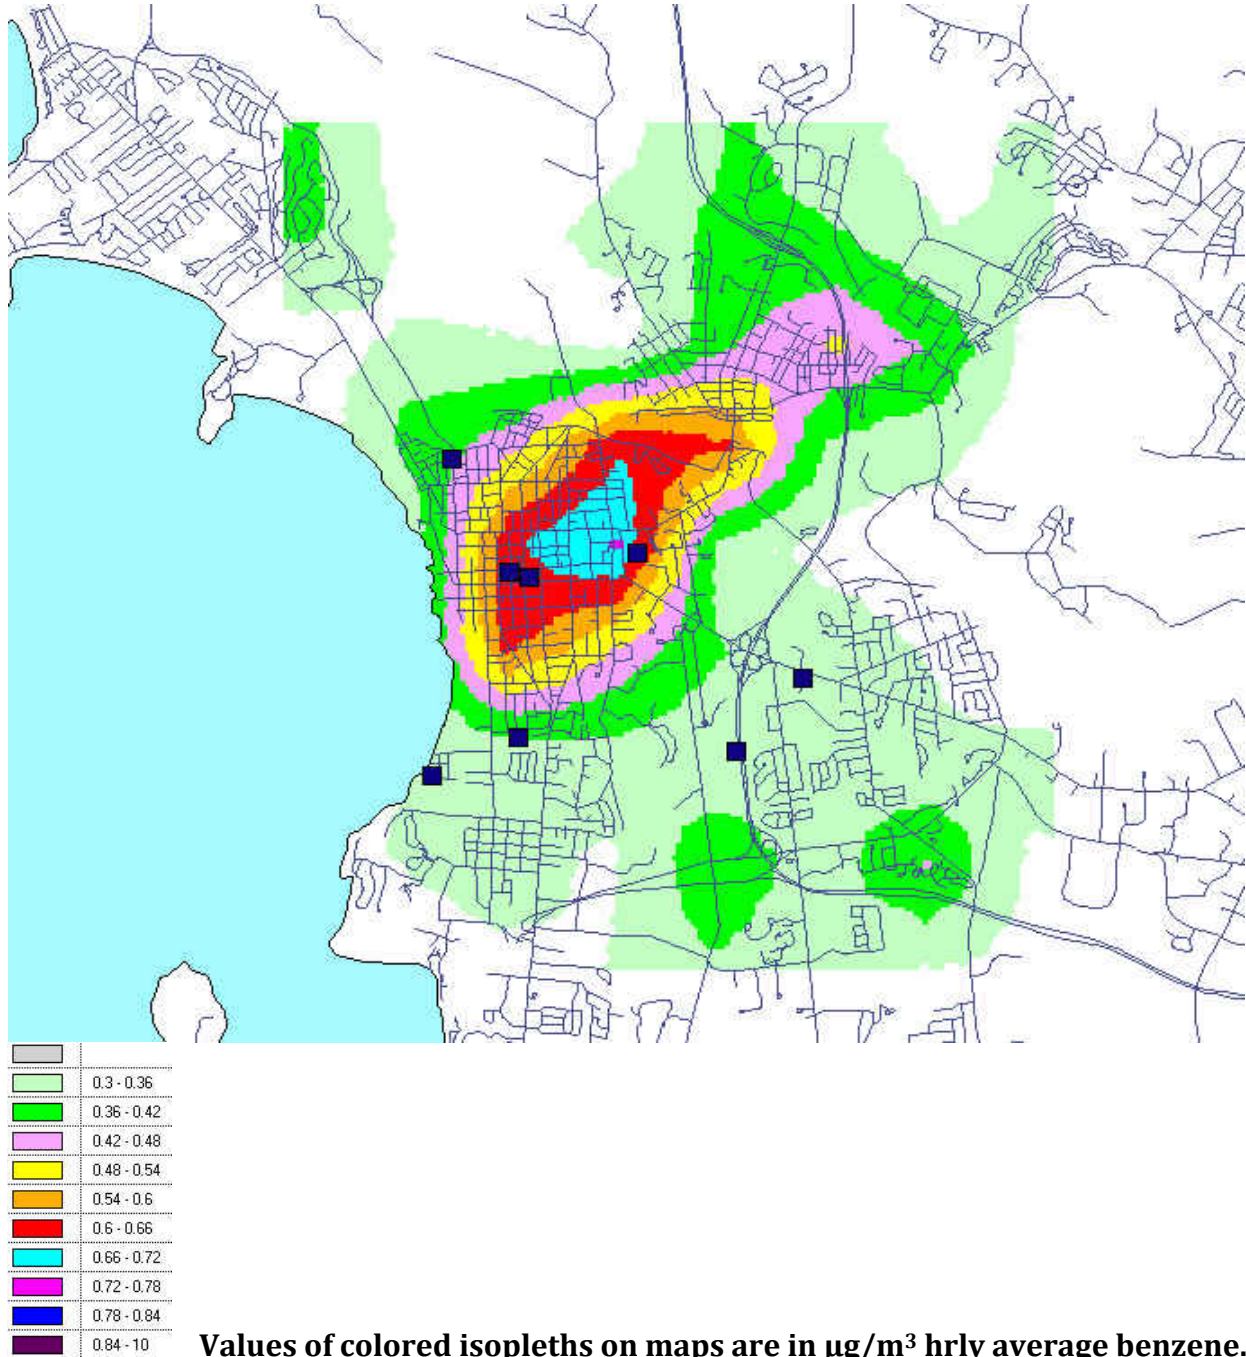 0.3 - 0.36
0.36 - 0.42
0.42 - 0.48
0.48 - 0.54
0.54 - 0.6
0.6 - 0.66
0.66 - 0.72
0.72 - 0.78
0.78 - 0.84
0.84 - 10
Values of colored isopleths on maps are in µg/m³ hrly average benzene.